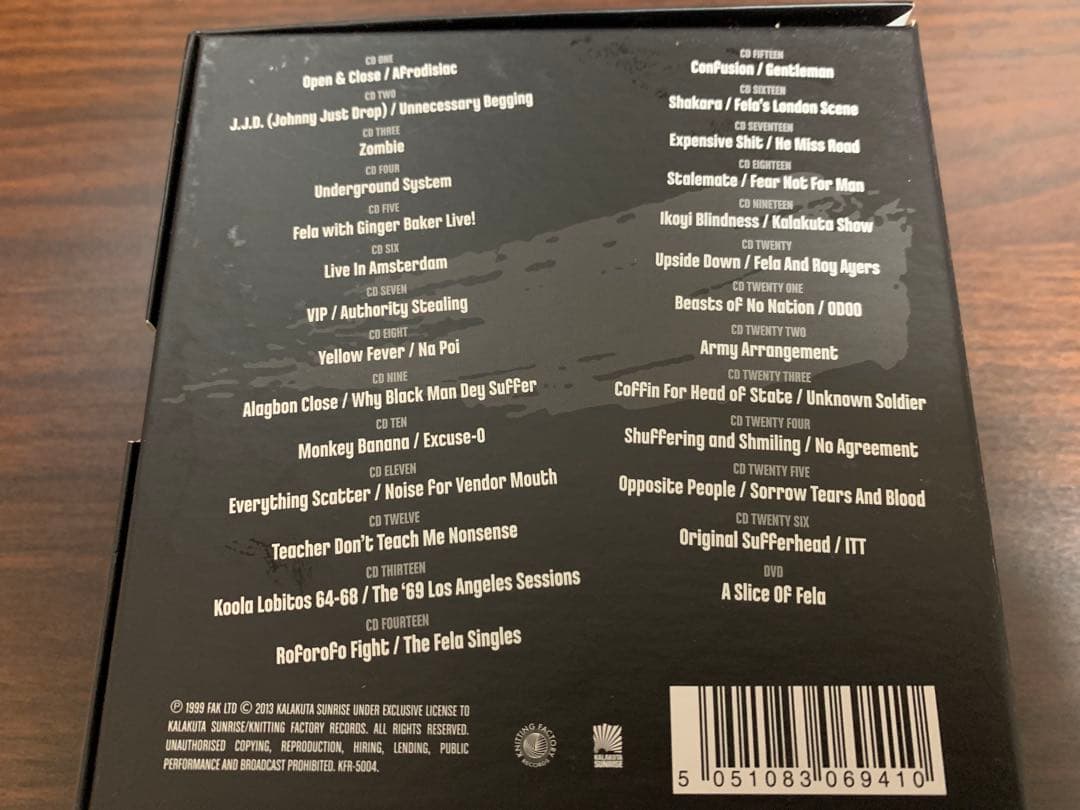 CD ONE
Open & Close / Afrodisiac
CD TWO
J.J.D. (Johnny Just Drop) / Unnecessary Begging
CD THREE
Zombie
CD FOUR
Underground System
CD FIVE
Fela with Ginger Baker Live!
CD SIX
Live In Amsterdam
CD SEVEN
VIP / Authority Stealing
CD EIGHT
Yellow Fever / Na Poi
CD NINE
Alagbon Close / Why Black Man Dey Suffer
CD TEN
Monkey Banana / Excuse-O
CD ELEVEN
Everything Scatter / Noise For Vendor Mouth
CD TWELVE
Teacher Don't Teach Me Nonsense
CD THIRTEEN
Koola Lobitos 64-68 / The '69 Los Angeles Sessions
CD FOURTEEN
Roforofo Fight / The Fela Singles
CD FIFTEEN
Confusion / Gentleman
CD SIXTEEN
Shakara / Fela's London Scene
CD SEVENTEEN
Expensive Shit / He Miss Road
CD EIGHTEEN
Stalemate / Fear Not For Man
CD NINETEEN
Ikoyi Blindness / Kalakuta Show
CD TWENTY
Upside Down / Fela And Roy Ayers
CD TWENTY ONE
Beasts of No Nation / ODOO
CD TWENTY TWO
Army Arrangement
CD TWENTY THREE
Coffin For Head of State / Unknown Soldier
CD TWENTY FOUR
Shuffering and Shmiling / No Agreement
CD TWENTY FIVE
Opposite People / Sorrow Tears And Blood
CD TWENTY SIX
Original Sufferhead / ITT
DVD
A Slice Of Fela
℗ 1999 FAK LTD © 2013 KALAKUTA SUNRISE UNDER EXCLUSIVE LICENSE TO
KALAKUTA SUNRISE/KNITTING FACTORY RECORDS. ALL RIGHTS RESERVED.
UNAUTHORISED COPYING, REPRODUCTION, HIRING, LENDING, PUBLIC
PERFORMANCE AND BROADCAST PROHIBITED. KFR-5004.
KNITTING FACTORY
RECORDS
KALAKUTA
SUNRISE
5 051083 069410